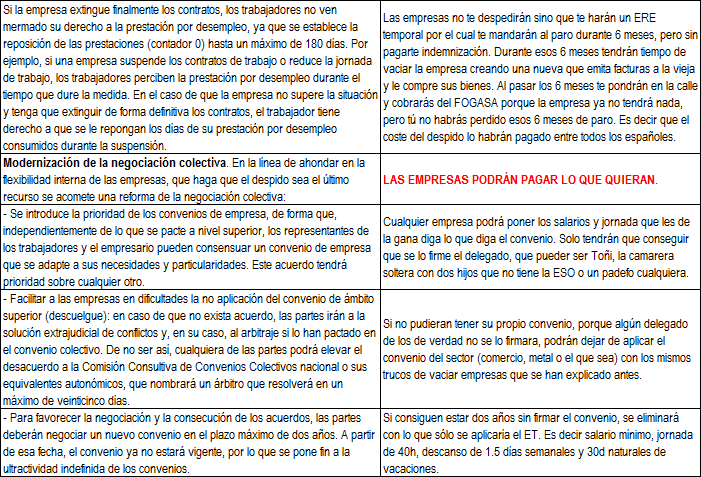 Si la empresa extingue finalmente los contratos, los trabajadores no ven
mermado su derecho a la prestación por desempleo, ya que se establece la
reposición de las prestaciones (contador 0) hasta un máximo de 180 días. Por
ejemplo, si una empresa suspende los contratos de trabajo o reduce la jornada
de trabajo, los trabajadores perciben la prestación por desempleo durante el
tiempo que dure la medida. En el caso de que la empresa no supere la situación
y tenga que extinguir de forma definitiva los contratos, el trabajador tiene
derecho a que se le repongan los días de su prestación por desempleo
consumidos durante la suspensión.
Las empresas no te despedirán sino que te harán un ERE
temporal por el cual te mandarán al paro durante 6 meses, pero sin
pagarte indemnización. Durante esos 6 meses tendrán tiempo de
vaciar la empresa creando una nueva que emita facturas a la vieja
y le compre sus bienes. Al pasar los 6 meses te pondrán en la calle
y cobrarás del FOGASA porque la empresa ya no tendrá nada,
pero tú no habrás perdido esos 6 meses de paro. Es decir que el
coste del despido lo habrán pagado entre todos los españoles.
Modernización de la negociación colectiva. En la línea de ahondar en la
flexibilidad interna de las empresas, que haga que el despido sea el último
recurso se acomete una reforma de la negociación colectiva:
LAS EMPRESAS PODRÁN PAGAR LO QUE QUIERAN.
- Se introduce la prioridad de los convenios de empresa, de forma que,
independientemente de lo que se pacte a nivel superior, los representantes de
los trabajadores y el empresario pueden consensuar un convenio de empresa
que se adapte a sus necesidades y particularidades. Este acuerdo tendrá
prioridad sobre cualquier otro.
Cualquier empresa podrá poner los salarios y jornada que les de
la gana diga lo que diga el convenio. Solo tendrán que conseguir
que se lo firme el delegado, que pueder ser Toñi, la camarera
soltera con dos hijos que no tiene la ESO o un padefo cualquiera.
- Facilitar a las empresas en dificultades la no aplicación del convenio de ámbito
superior (descuelgue): en caso de que no exista acuerdo, las partes irán a la
solución extrajudicial de conflictos y, en su caso, al arbitraje si lo han pactado en
el convenio colectivo. De no ser así, cualquiera de las partes podrá elevar el
desacuerdo a la Comisión Consultiva de Convenios Colectivos nacional o sus
equivalentes autonómicos, que nombrará un árbitro que resolverá en un
máximo de veinticinco días.
Si no pudieran tener su propio convenio, porque algún delegado
de los de verdad no se lo firmara, podrán dejar de aplicar el
convenio del sector (comercio, metal o el que sea) con los mismos
trucos de vaciar empresas que se han explicado antes.
- Para favorecer la negociación y la consecución de los acuerdos, las partes
deberán negociar un nuevo convenio en el plazo máximo de dos años. A partir
de esa fecha, el convenio ya no estará vigente, por lo que se pone fin a la
ultractividad indefinida de los convenios.
Si consiguen estar dos años sin firmar el convenio, se eliminará
con lo que sólo se aplicaría el ET. Es decir salario mínimo, jornada
de 40h, descanso de 1.5 días semanales y 30d naturales de
vacaciones.